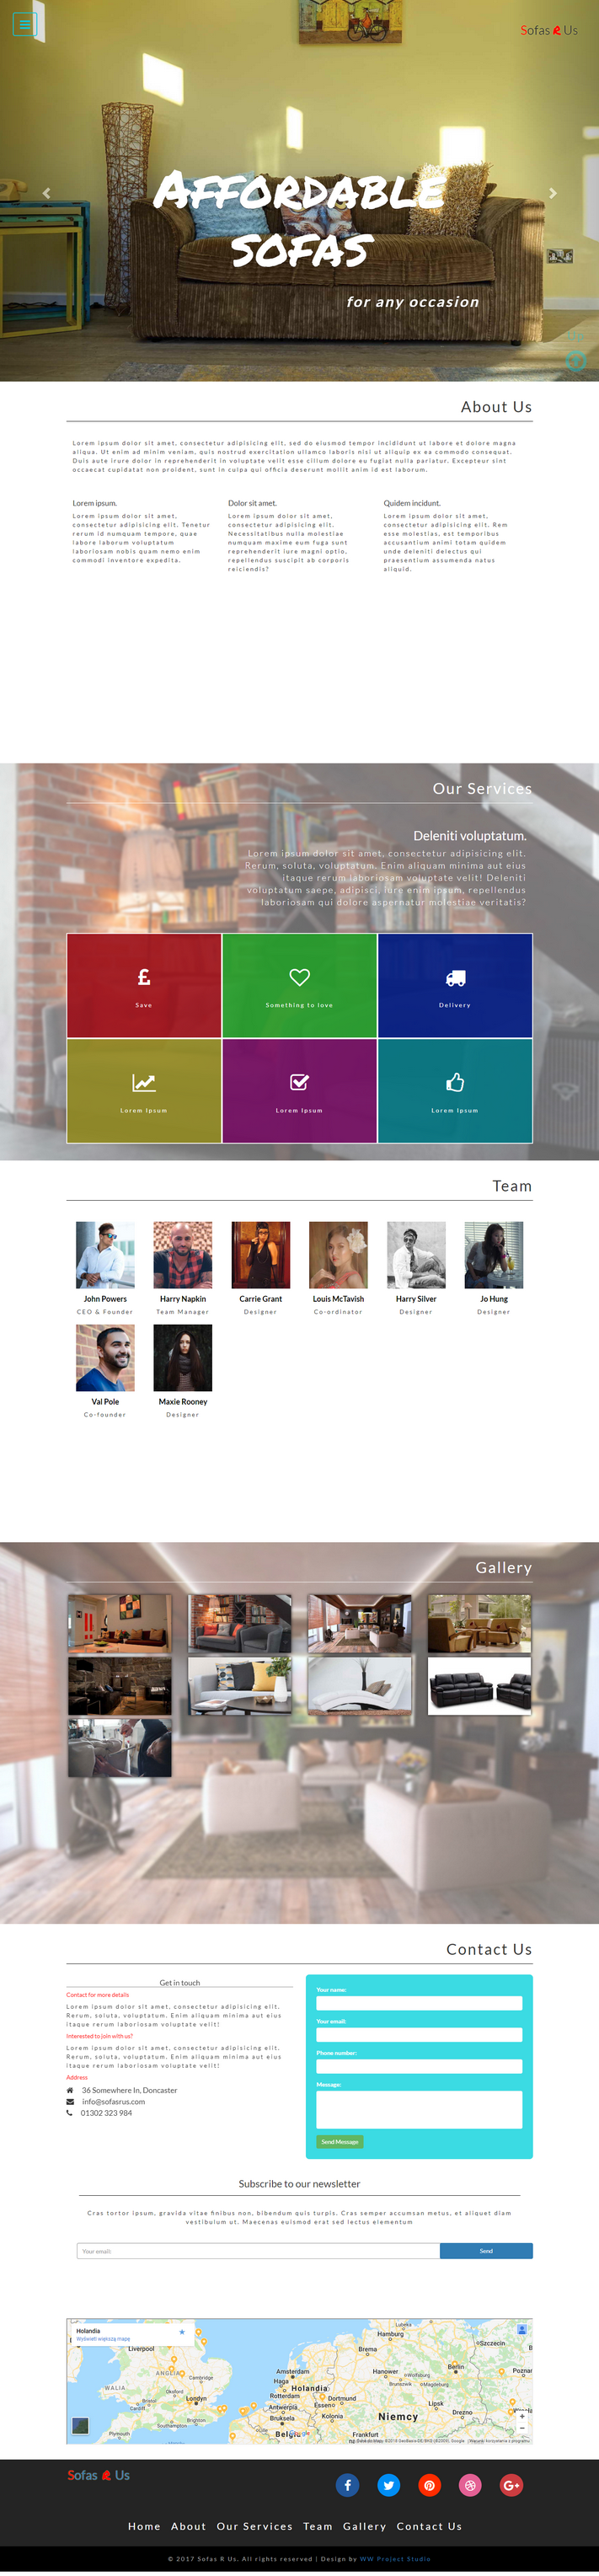 Sofas R Us
AFFORDABLE
SOFAS
for any occasion
About Us
Lorem ipsum dolor sit amet, consectetur adipisicing elit, sed do eiusmod tempor incididunt ut labore et dolore magna
aliqua. Ut enim ad minim veniam, quis nostrud exercitation ullamco laboris nisi ut aliquip ex ea commodo consequat.
Duis aute irure dolor in reprehenderit in voluptate velit esse cillum dolore eu fugiat nulla pariatur. Excepteur sint
occaecat cupidatat non proident, sunt in culpa qui officia deserunt mollit anim id est laborum.
Lorem ipsum.
Lorem ipsum dolor sit amet,
consectetur adipisicing elit. Tenetur
rerum id numquam tempore, quae
labore laborum voluptatum
laboriosam nobis quam nemo enim
commodi inventore expedita.
Dolor sit amet.
Lorem ipsum dolor sit amet,
consectetur adipisicing elit.
Necessitatibus nulla molestiae
numquam maxime eum fuga sunt
reprehenderit iure magni optio,
repellendus suscipit ab corporis
reiciendis?
Quidem incidunt.
Lorem ipsum dolor sit amet,
consectetur adipisicing elit. Rem
esse molestias, est temporibus
accusantium animi totam quidem
unde deleniti delectus qui
praesentium assumenda natus
aliquid.
Our Services
Deleniti voluptatum.
Lorem ipsum dolor sit amet, consectetur adipisicing elit.
Rerum, soluta, voluptatum. Enim aliquam minima aut eius
itaque rerum laboriosam voluptate velit! Deleniti
voluptatum saepe, adipisci, iure enim ipsum, repellendus
laboriosam qui dolore aspernatur molestiae veritatis?
£
Save
Something to love
Delivery
Lorem Ipsum
Lorem Ipsum
Lorem Ipsum
Team
John Powers
CEO & Founder
Harry Napkin
Team Manager
Carrie Grant
Designer
Louis McTavish
Co-ordinator
Harry Silver
Designer
Jo Hung
Designer
Val Pole
Co-founder
Maxie Rooney
Designer
Gallery
Contact Us
Get in touch
Contact for more details
Lorem ipsum dolor sit amet, consectetur adipisicing elit.
Rerum, soluta, voluptatum. Enim aliquam minima aut eius
itaque rerum laboriosam voluptate velit!
Interested to join with us?
Lorem ipsum dolor sit amet, consectetur adipisicing elit.
Rerum, soluta, voluptatum. Enim aliquam minima aut eius
itaque rerum laboriosam voluptate velit!
Address
36 Somewhere In, Doncaster
info@sofasrus.com
01302 323 984
Your name:
Your email:
Phone number:
Message:
Send Message
Subscribe to our newsletter
Cras tortor ipsum, gravida vitae finibus non, bibendum quis turpis. Cras semper accumsan metus, et aliquet diam
vestibulum ut. Maecenas euismod erat sed lectus elementum
Your email
Send
Holandia
Wyświetl większą mapę
Liverpool
ANGLIA
WALIA
Cambridge
Oxford
Bristol
Cardiff
Londyn
Southampton
Brighton
Plymouth
Amsterdam
Haga
Holandia
Rotterdam
Antwerpia
Bruksela
Belgia
Essen
Dortmund
Kolonia
Frankfurt
Brema
Hamburg
Lubeka
Hanower
Wolfsburg
Brunszwik
Magdeburg
Berlin
Szczecin
Poznań
Lipsk
Drezno
Niemcy
Sofas R Us
Home About Our Services Team Gallery Contact Us
© 2017 Sofas R Us. All rights reserved | Design by WW Project Studio